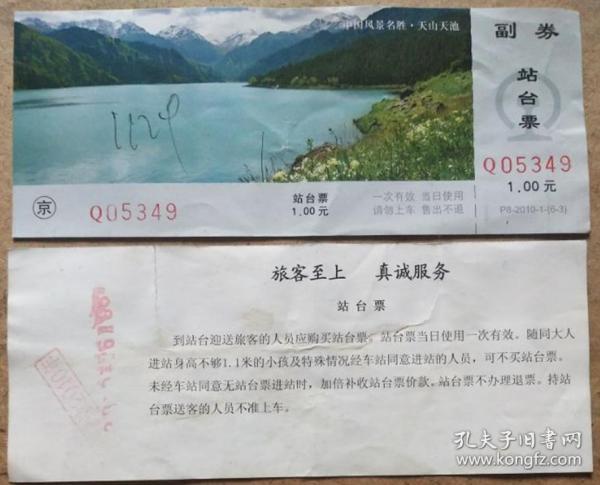 中国风景名胜·天山天池
1129
京
Q05349
站台票
1.00元
一次有效 当日使用
请勿上车 售出不退
副券
站台票
Q05349
1.00元
P8-2010-1-(6-3)
旅客至上 真诚服务
站台票
到站台迎送旅客的人员应购买站台票。站台票当日使用一次有效。随同大人
进站身高不够1.1米的小孩及特殊情况经车站同意进站的人员，可不买站台票。
未经车站同意无站台票进站时，加倍补收站台票价款。站台票不办理退票。持站
台票送客的人员不准上车。
孔夫子旧书网
www.kongfz.com